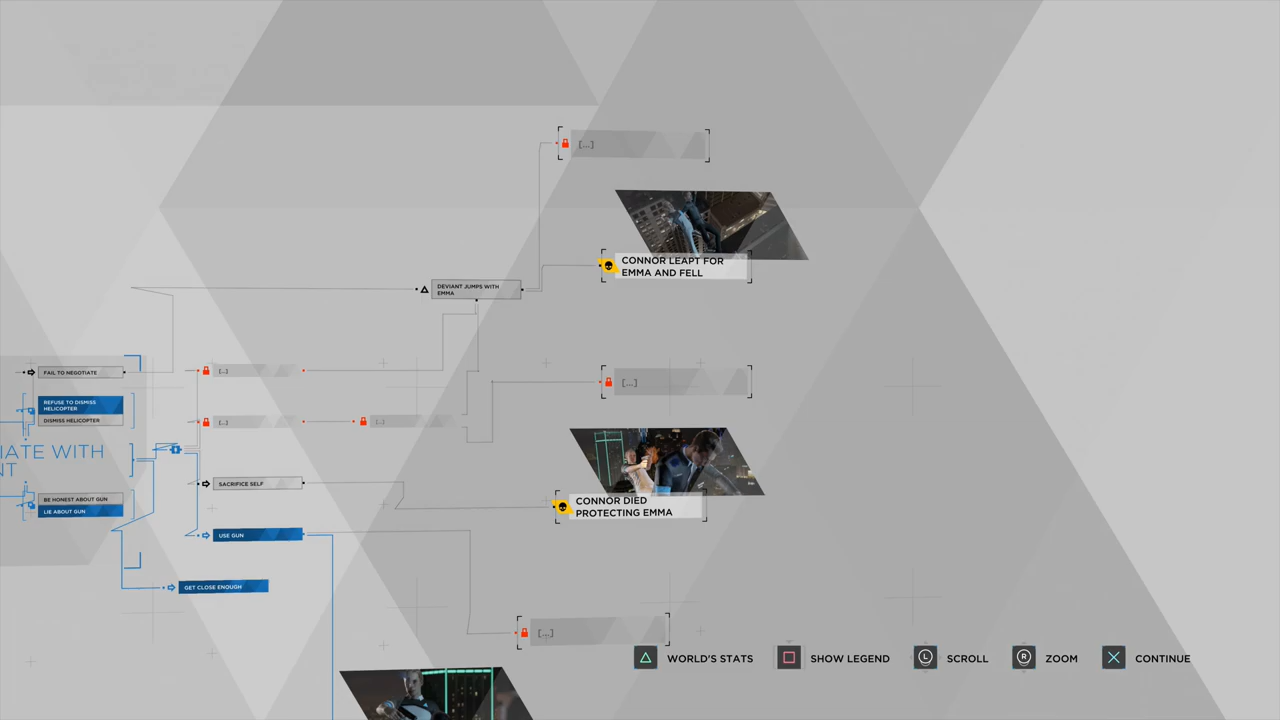 [...]
CONNOR LEAPT FOR
EMMA AND FELL
DEVIANT JUMPS WITH
EMMA
FAIL TO NEGOTIATE
[...]
[...]
REFUSE TO DISMISS
HELICOPTER
DISMISS HELICOPTER
[...]
[...]
IATE WITH
NT
SACRIFICE SELF
BE HONEST ABOUT GUN
LIE ABOUT GUN
CONNOR DIED
PROTECTING EMMA
USE GUN
GET CLOSE ENOUGH
[...]
WORLD'S STATS
SHOW LEGEND
L
SCROLL
R
ZOOM
CONTINUE